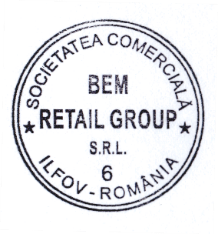 SOCIETATEA COMERCIALĂ
BEM
★ RETAIL GROUP ★
S.R.L.
6
ILFOV - ROMÂNIA